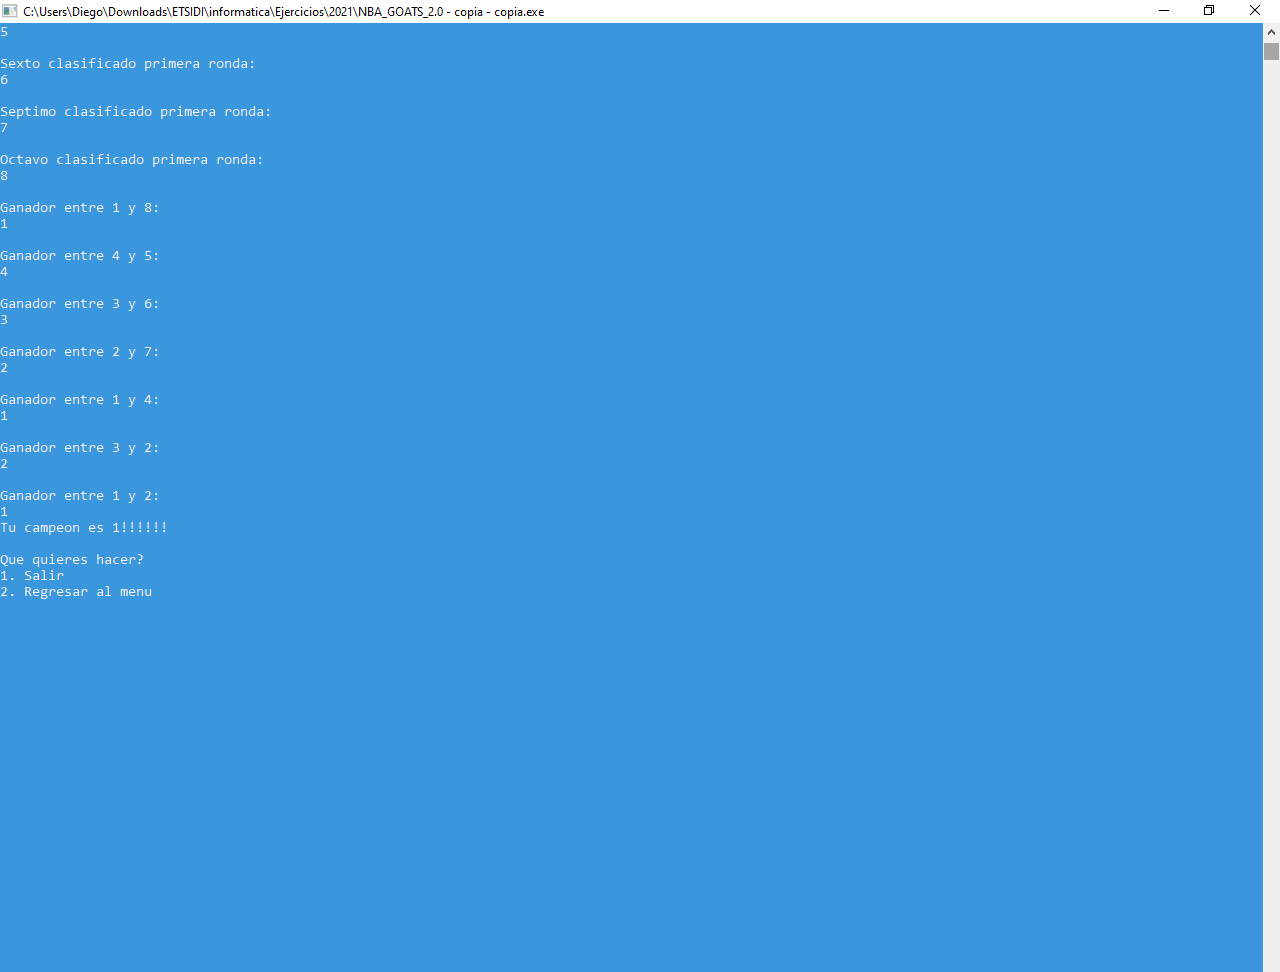 C:\Users\Diego\Downloads\ETSIDI\informatica\Ejercicios\2021\NBA_GOATS_2.0 - copia - copia.exe
5
Sexto clasificado primera ronda:
6
Septimo clasificado primera ronda:
7
Octavo clasificado primera ronda:
8
Ganador entre 1 y 8:
1
Ganador entre 4 y 5:
4
Ganador entre 3 y 6:
3
Ganador entre 2 y 7:
2
Ganador entre 1 y 4:
1
Ganador entre 3 y 2:
2
Ganador entre 1 y 2:
1
Tu campeon es 1!!!!!!
Que quieres hacer?
1. Salir
2. Regresar al menu